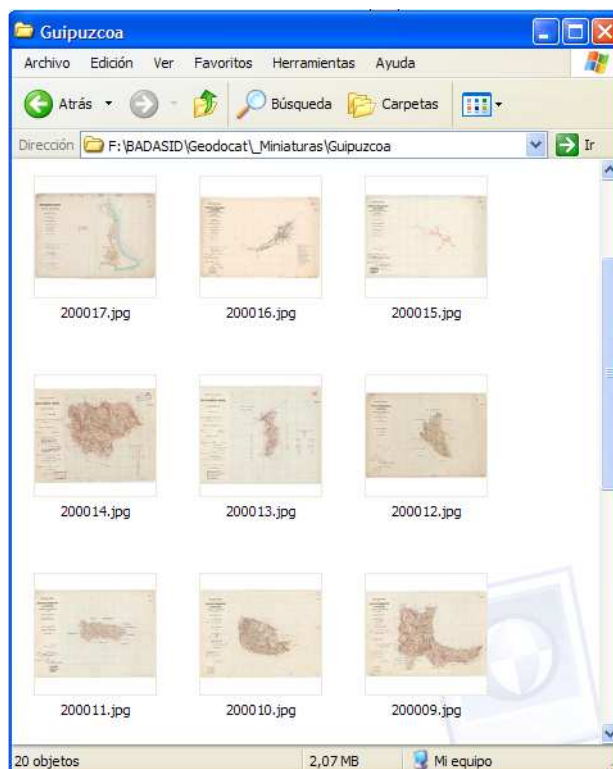 Guipuzcoa
Archivo Edición Ver Favoritos Herramientas Ayuda
Atrás Búsqueda Carpetas
Dirección F:\BADASID\Geodocat\_Miniaturas\Guipuzcoa Ir
200017.jpg 200016.jpg 200015.jpg
200014.jpg 200013.jpg 200012.jpg
200011.jpg 200010.jpg 200009.jpg
20 objetos 2,07 MB Mi equipo